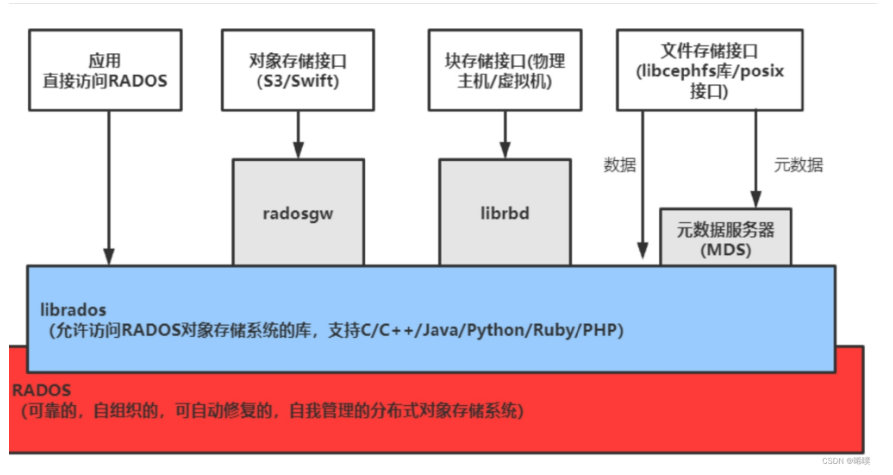 应用
直接访问RADOS
对象存储接口
(S3/Swift)
块存储接口(物理
主机/虚拟机)
文件存储接口
(libcephfs库/posix
接口)
数据
元数据
radosgw
librbd
元数据服务器
(MDS)
librados
(允许访问RADOS对象存储系统的库，支持C/C++/Java/Python/Ruby/PHP)
RADOS
(可靠的，自组织的，可自动修复的，自我管理的分布式对象存储系统)